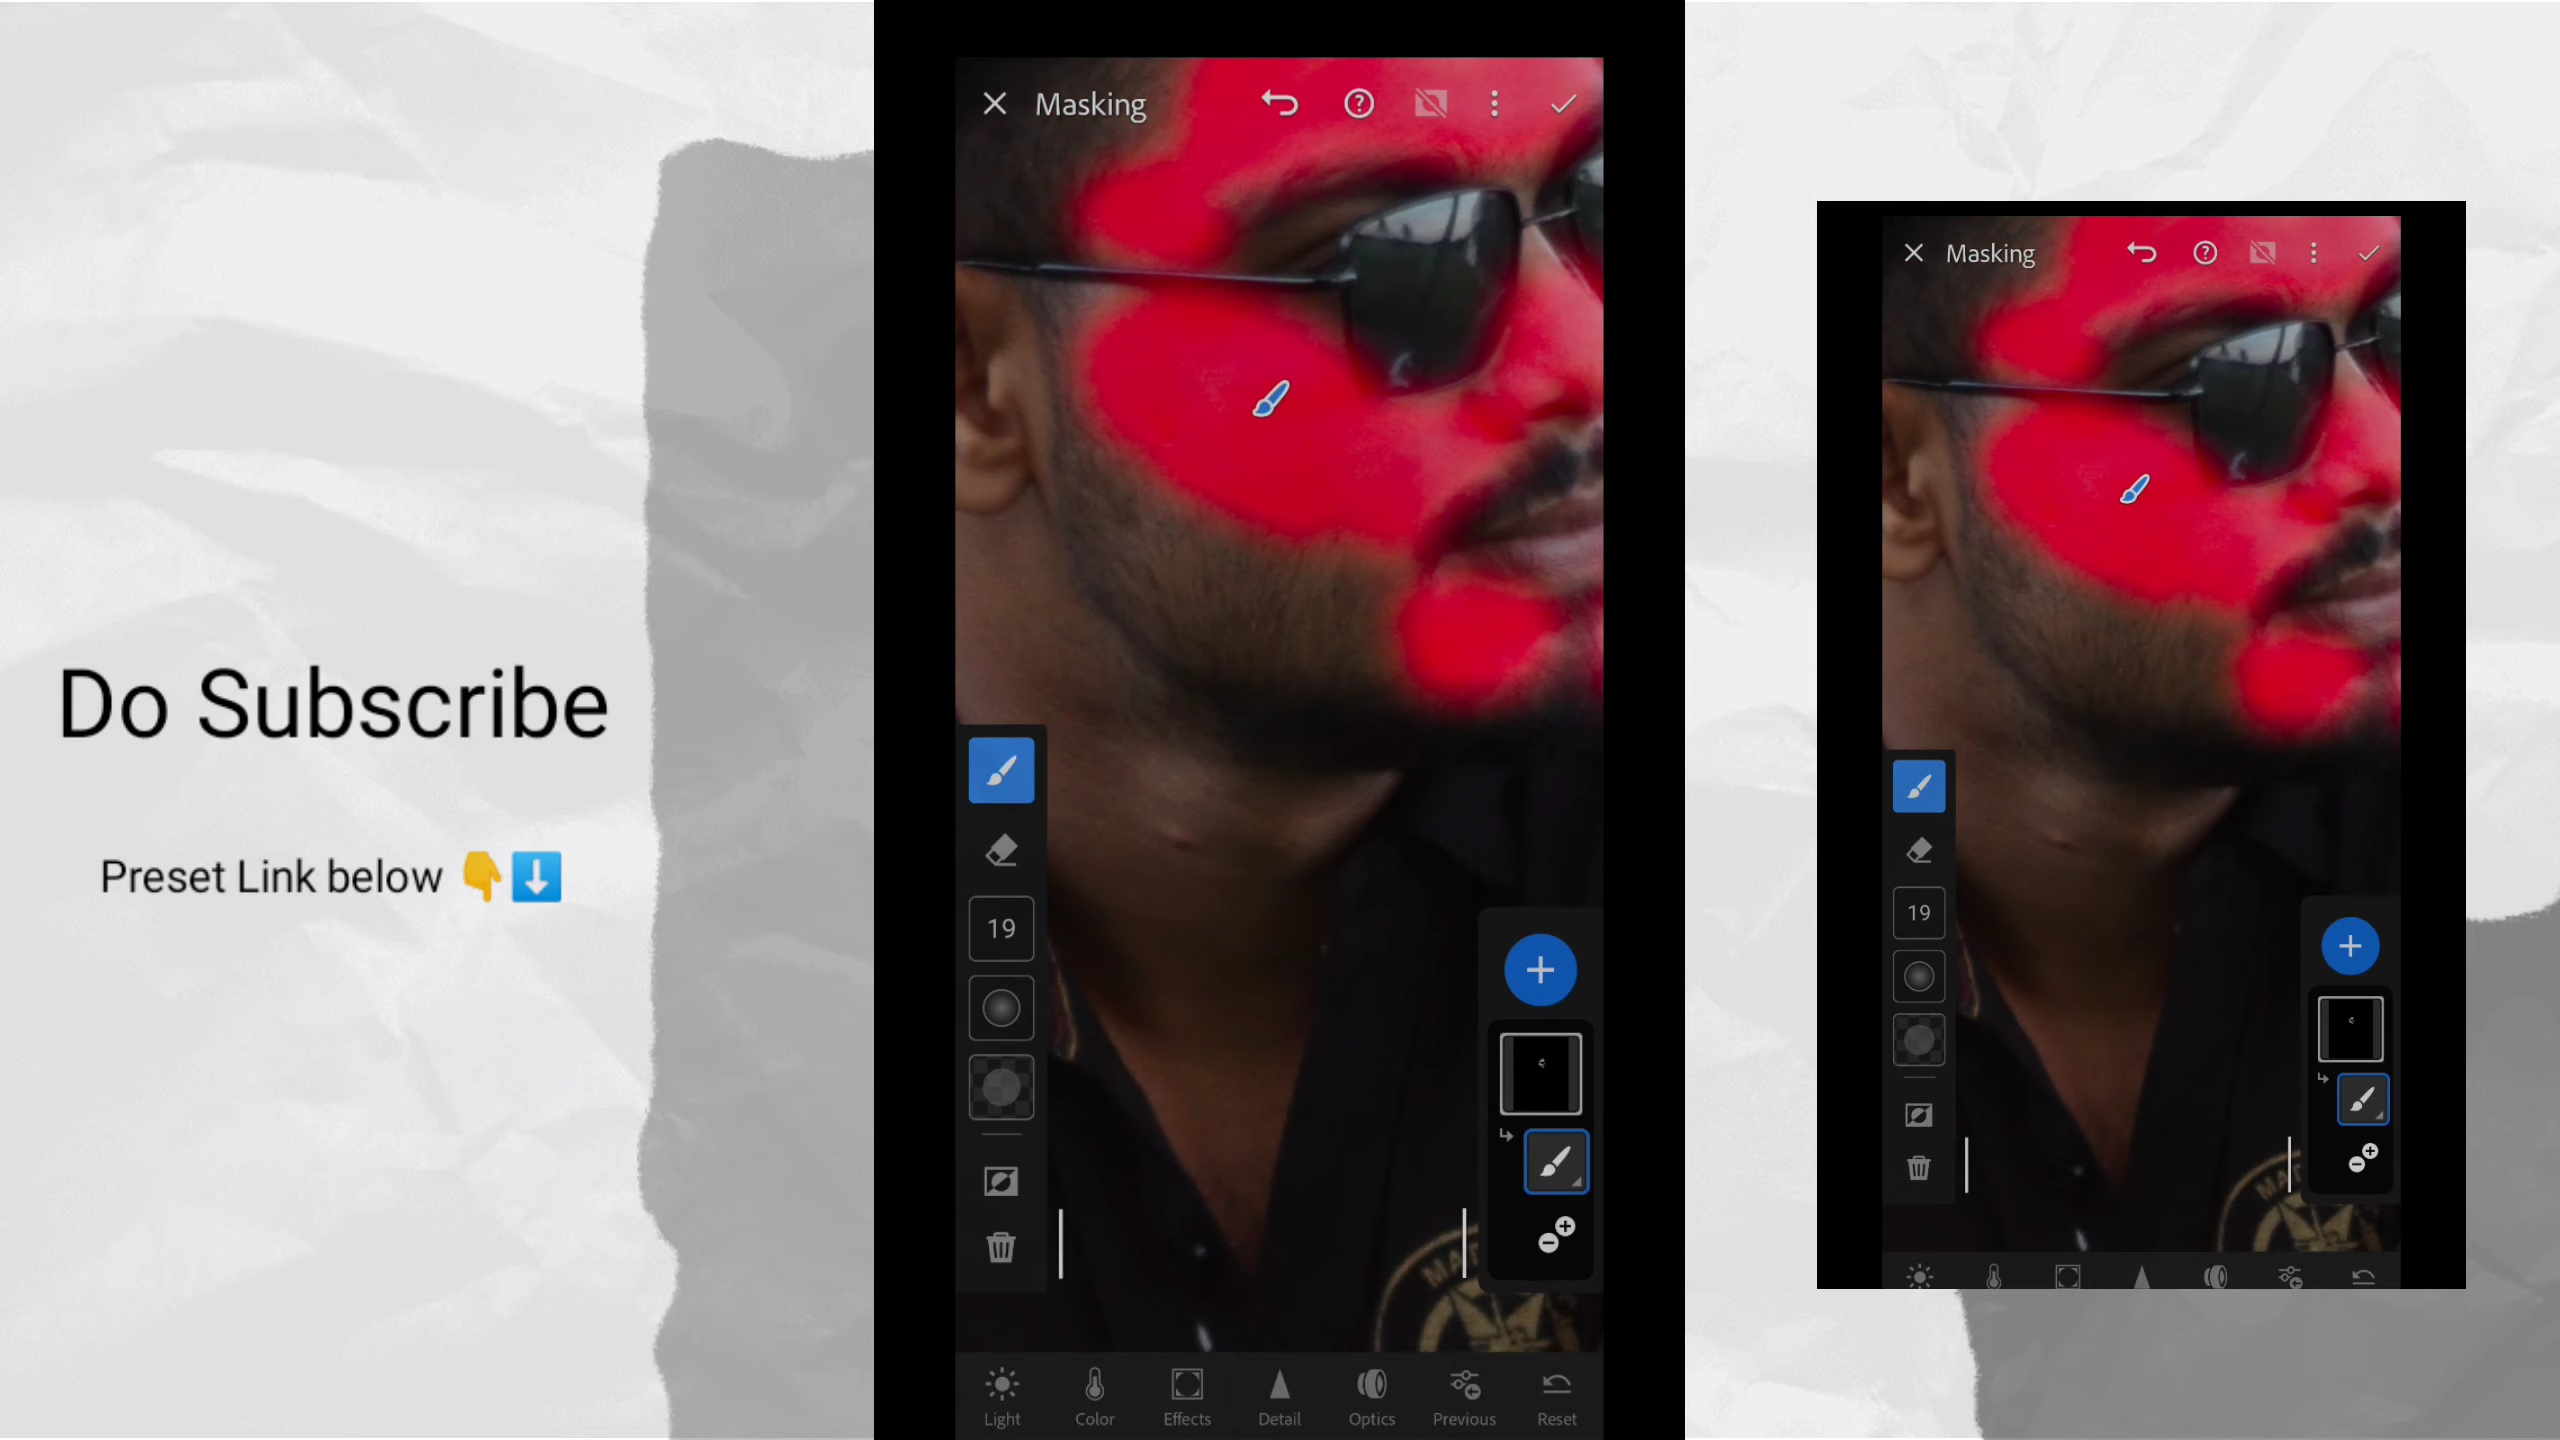 Do Subscribe
Preset Link below 👇⬇️
Masking
19
Light Color Effects Detail Optics Previous Reset
Masking
19